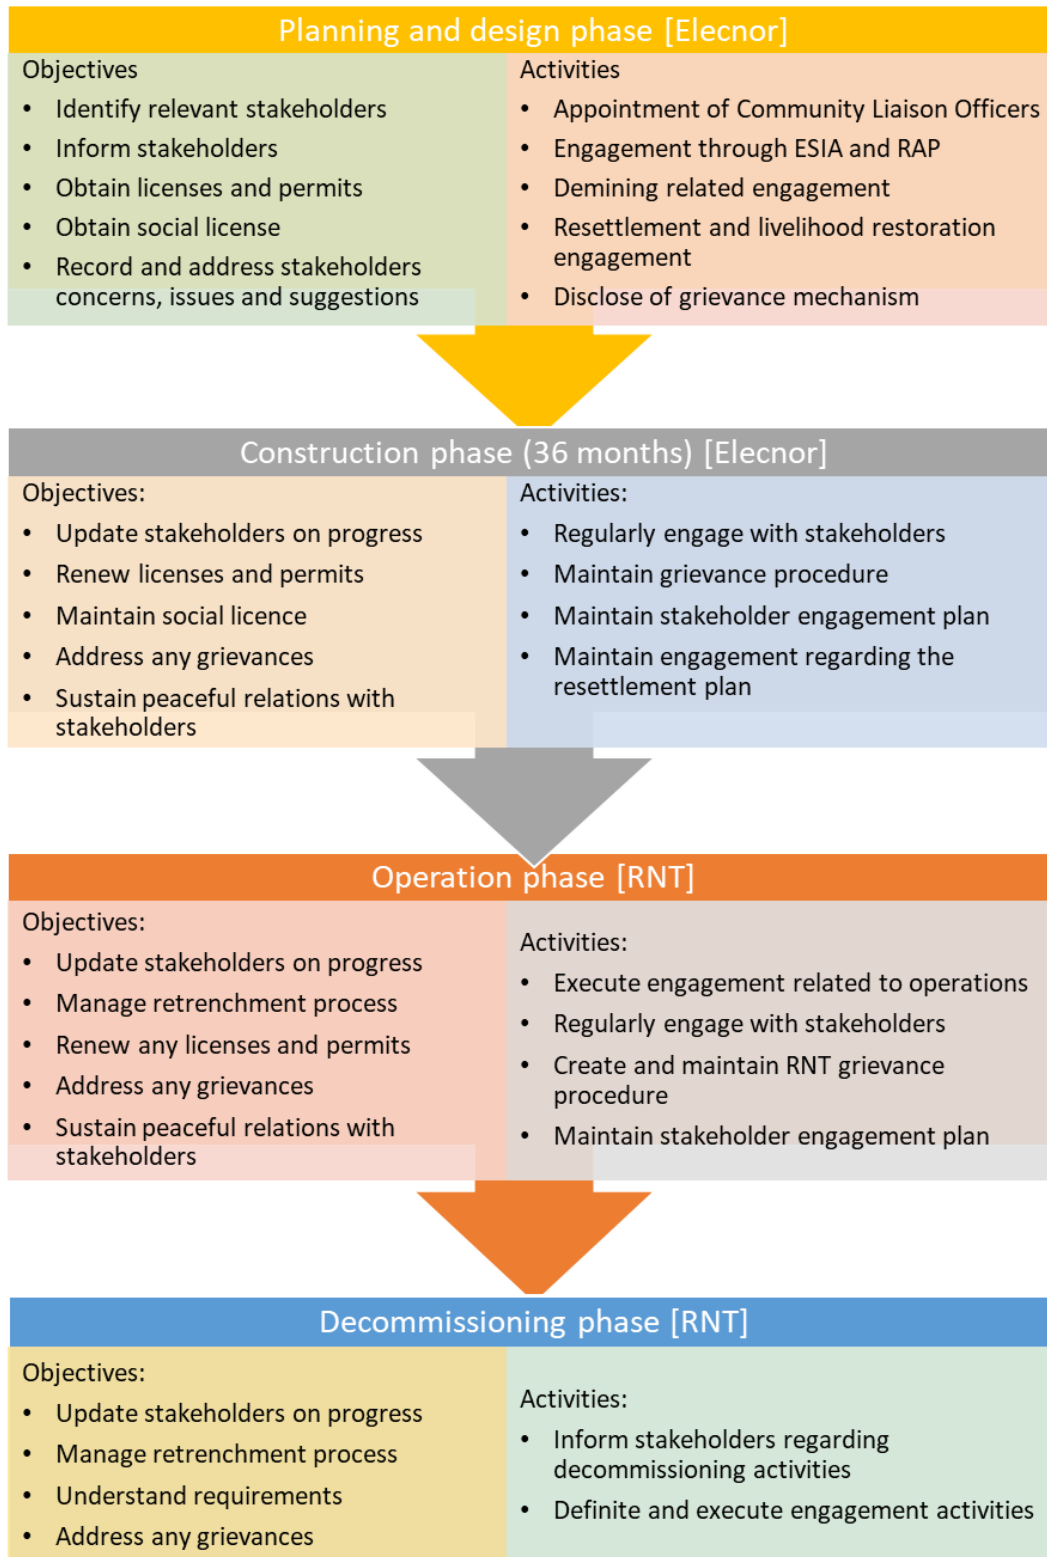 Planning and design phase [Elecnor]
Objectives
• Identify relevant stakeholders
• Inform stakeholders
• Obtain licenses and permits
• Obtain social license
• Record and address stakeholders
concerns, issues and suggestions
Activities
• Appointment of Community Liaison Officers
• Engagement through ESIA and RAP
• Demining related engagement
• Resettlement and livelihood restoration
engagement
• Disclose of grievance mechanism
Construction phase (36 months) [Elecnor]
Objectives:
• Update stakeholders on progress
• Renew licenses and permits
• Maintain social licence
• Address any grievances
• Sustain peaceful relations with
stakeholders
Activities:
• Regularly engage with stakeholders
• Maintain grievance procedure
• Maintain stakeholder engagement plan
• Maintain engagement regarding the
resettlement plan
Operation phase [RNT]
Objectives:
• Update stakeholders on progress
• Manage retrenchment process
• Renew any licenses and permits
• Address any grievances
• Sustain peaceful relations with
stakeholders
Activities:
• Execute engagement related to operations
• Regularly engage with stakeholders
• Create and maintain RNT grievance
procedure
• Maintain stakeholder engagement plan
Decommissioning phase [RNT]
Objectives:
• Update stakeholders on progress
• Manage retrenchment process
• Understand requirements
• Address any grievances
Activities:
• Inform stakeholders regarding
decommissioning activities
• Definite and execute engagement activities